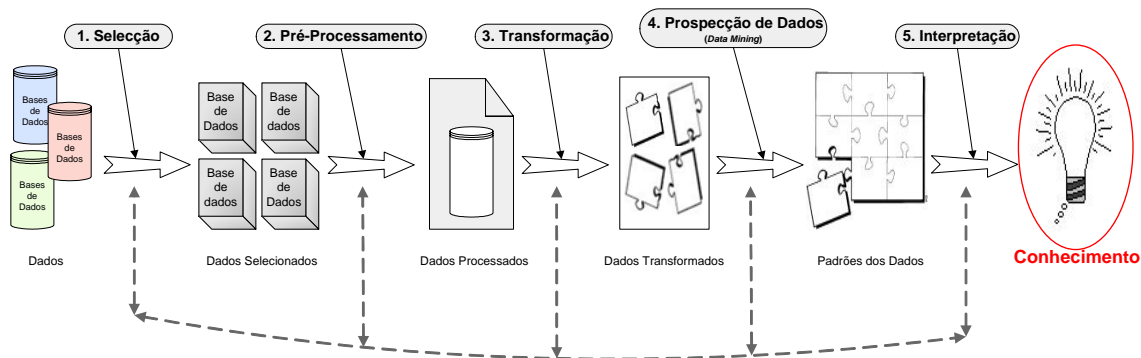 1. Selecção
2. Pré-Processamento
3. Transformação
4. Prospecção de Dados
(Data Mining)
5. Interpretação
Bases
de
Dados
Bases
de
Dados
Bases
de
Dados
Base
de
Dados
Base
de
dados
Base
de
dados
Base
de
Dados
Dados
Dados Selecionados
Dados Processados
Dados Transformados
Padrões dos Dados
Conhecimento